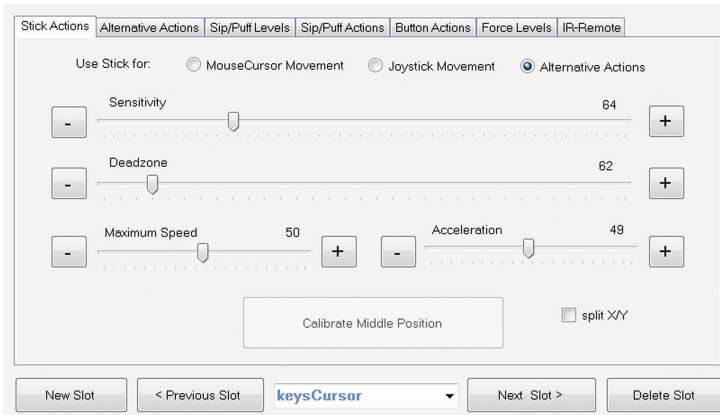 Stick Actions Alternative Actions Sip/Puff Levels Sip/Puff Actions Button Actions Force Levels IR-Remote
Use Stick for: MouseCursor Movement Joystick Movement Alternative Actions
Sensitivity 64
- +
Deadzone 62
- +
Maximum Speed 50 Acceleration 49
- + - +
Calibrate Middle Position split X/Y
New Slot < Previous Slot keysCursor Next Slot > Delete Slot